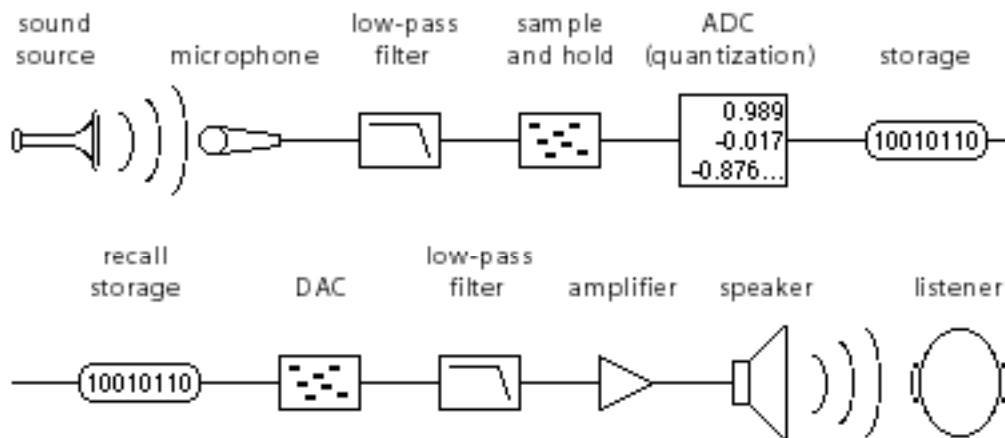 sound source
microphone
low-pass filter
sample and hold
ADC (quantization)
storage
0.989
-0.017
-0.876...
10010110
recall storage
DAC
low-pass filter
amplifier
speaker
listener
10010110